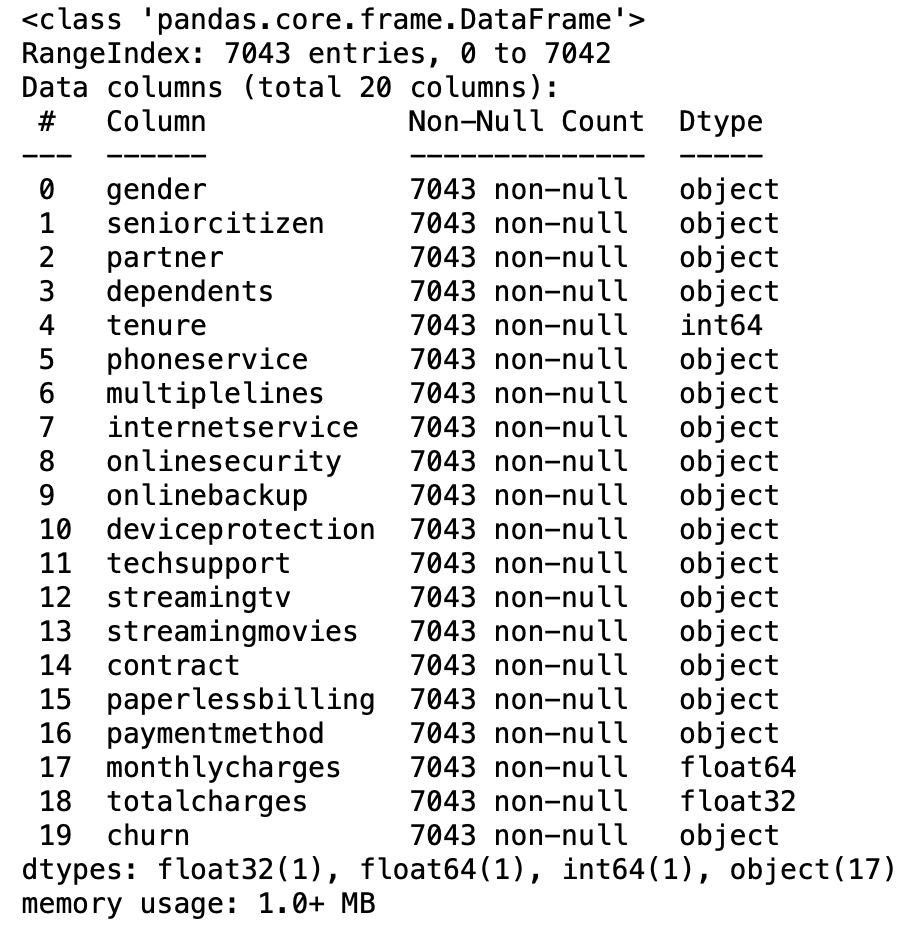 <class 'pandas.core.frame.DataFrame'>
RangeIndex: 7043 entries, 0 to 7042
Data columns (total 20 columns):
 #   Column            Non-Null Count  Dtype
---  ------            --------------  -----
 0   gender            7043 non-null   object
 1   seniorcitizen     7043 non-null   object
 2   partner           7043 non-null   object
 3   dependents        7043 non-null   object
 4   tenure            7043 non-null   int64
 5   phoneservice      7043 non-null   object
 6   multiplelines     7043 non-null   object
 7   internetservice   7043 non-null   object
 8   onlinesecurity    7043 non-null   object
 9   onlinebackup      7043 non-null   object
 10  deviceprotection  7043 non-null   object
 11  techsupport       7043 non-null   object
 12  streamingtv       7043 non-null   object
 13  streamingmovies   7043 non-null   object
 14  contract          7043 non-null   object
 15  paperlessbilling  7043 non-null   object
 16  paymentmethod     7043 non-null   object
 17  monthlycharges    7043 non-null   float64
 18  totalcharges      7043 non-null   float32
 19  churn             7043 non-null   object
dtypes: float32(1), float64(1), int64(1), object(17)
memory usage: 1.0+ MB